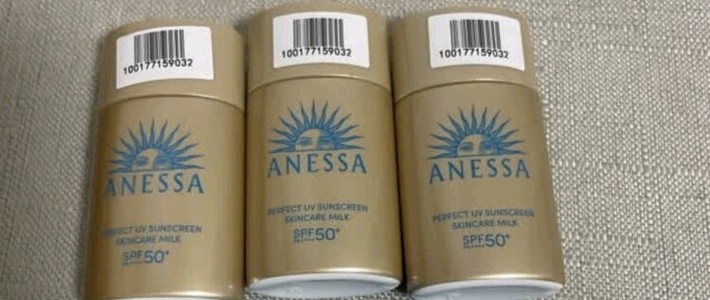 100177159032
ANESSA
PERFECT UV SUNSCREEN
SKINCARE MILK
SPF50+
100177159032
ANESSA
PERFECT UV SUNSCREEN
SKINCARE MILK
SPF50+
100177159032
ANESSA
PERFECT UV SUNSCREEN
SKINCARE MILK
SPF50+